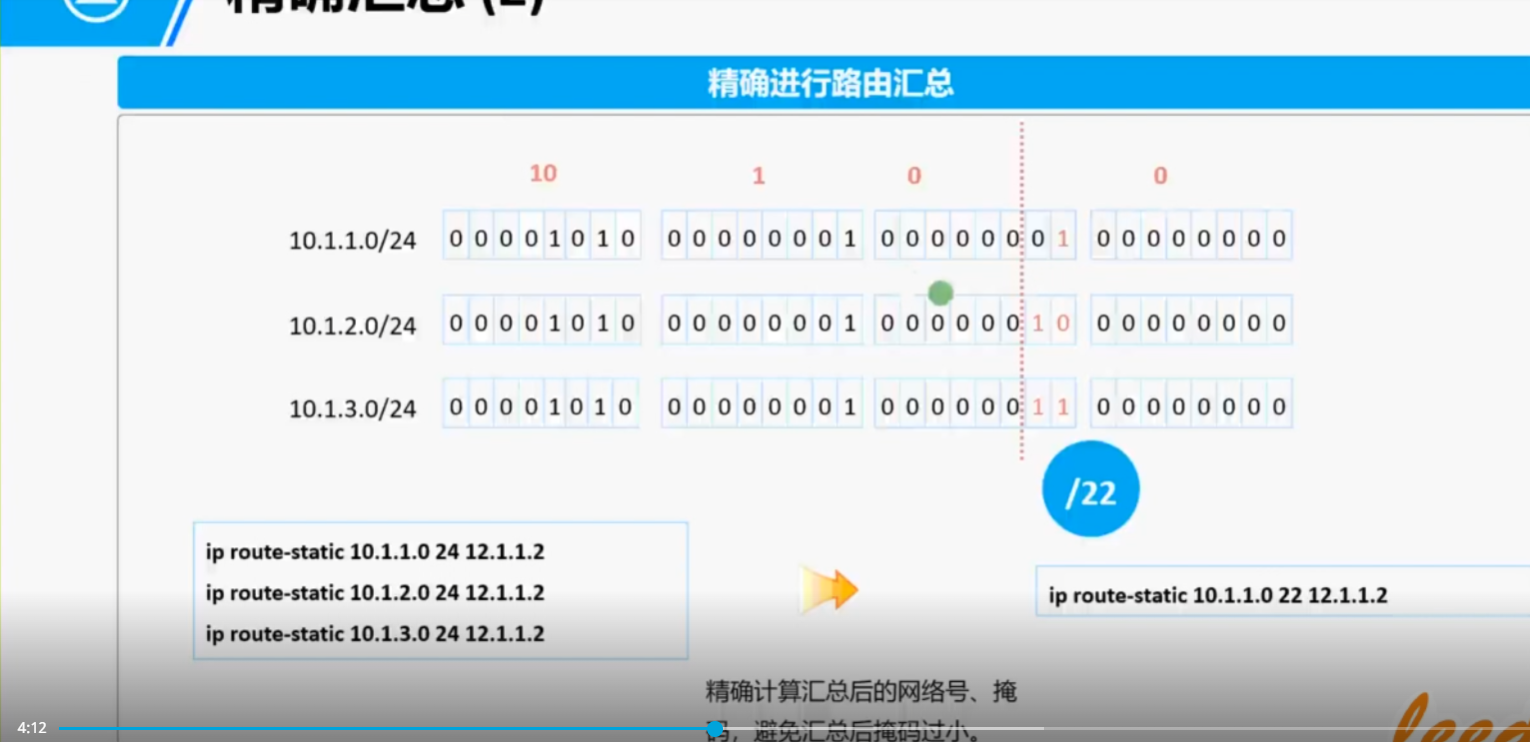 精确汇总 (2)
精确进行路由汇总
10 1 0 0
10.1.1.0/24 0 0 0 0 1 0 1 0 0 0 0 0 0 0 0 1 0 0 0 0 0 0 0 1 0 0 0 0 0 0 0 0
10.1.2.0/24 0 0 0 0 1 0 1 0 0 0 0 0 0 0 0 1 0 0 0 0 0 0 1 0 0 0 0 0 0 0 0 0
10.1.3.0/24 0 0 0 0 1 0 1 0 0 0 0 0 0 0 0 1 0 0 0 0 0 0 1 1 0 0 0 0 0 0 0 0
/22
ip route-static 10.1.1.0 24 12.1.1.2
ip route-static 10.1.2.0 24 12.1.1.2
ip route-static 10.1.3.0 24 12.1.1.2
ip route-static 10.1.1.0 22 12.1.1.2
精确计算汇总后的网络号、掩
码，避免汇总后掩码过小。
4:12